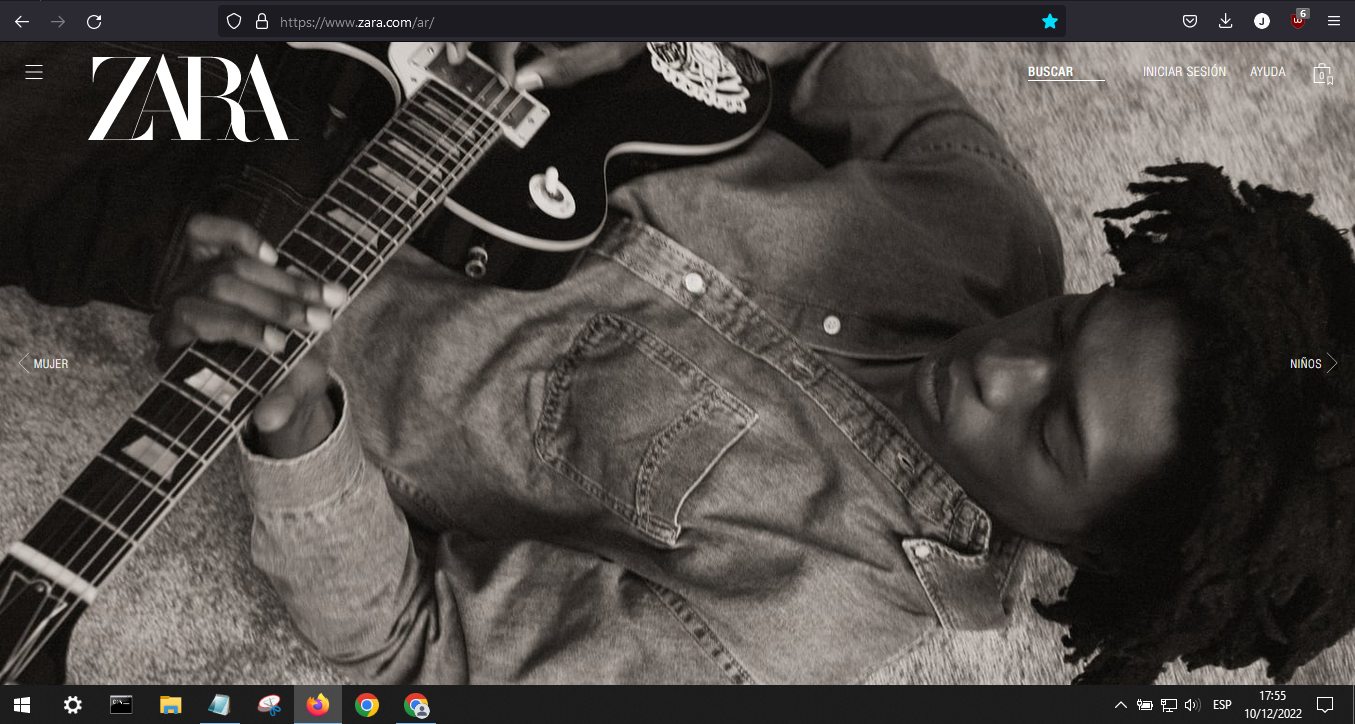 https://www.zara.com/ar/
J
6
ZARA
BUSCAR
INICIAR SESIÓN
AYUDA
0
MUJER
NIÑOS
ESP
17:55
10/12/2022